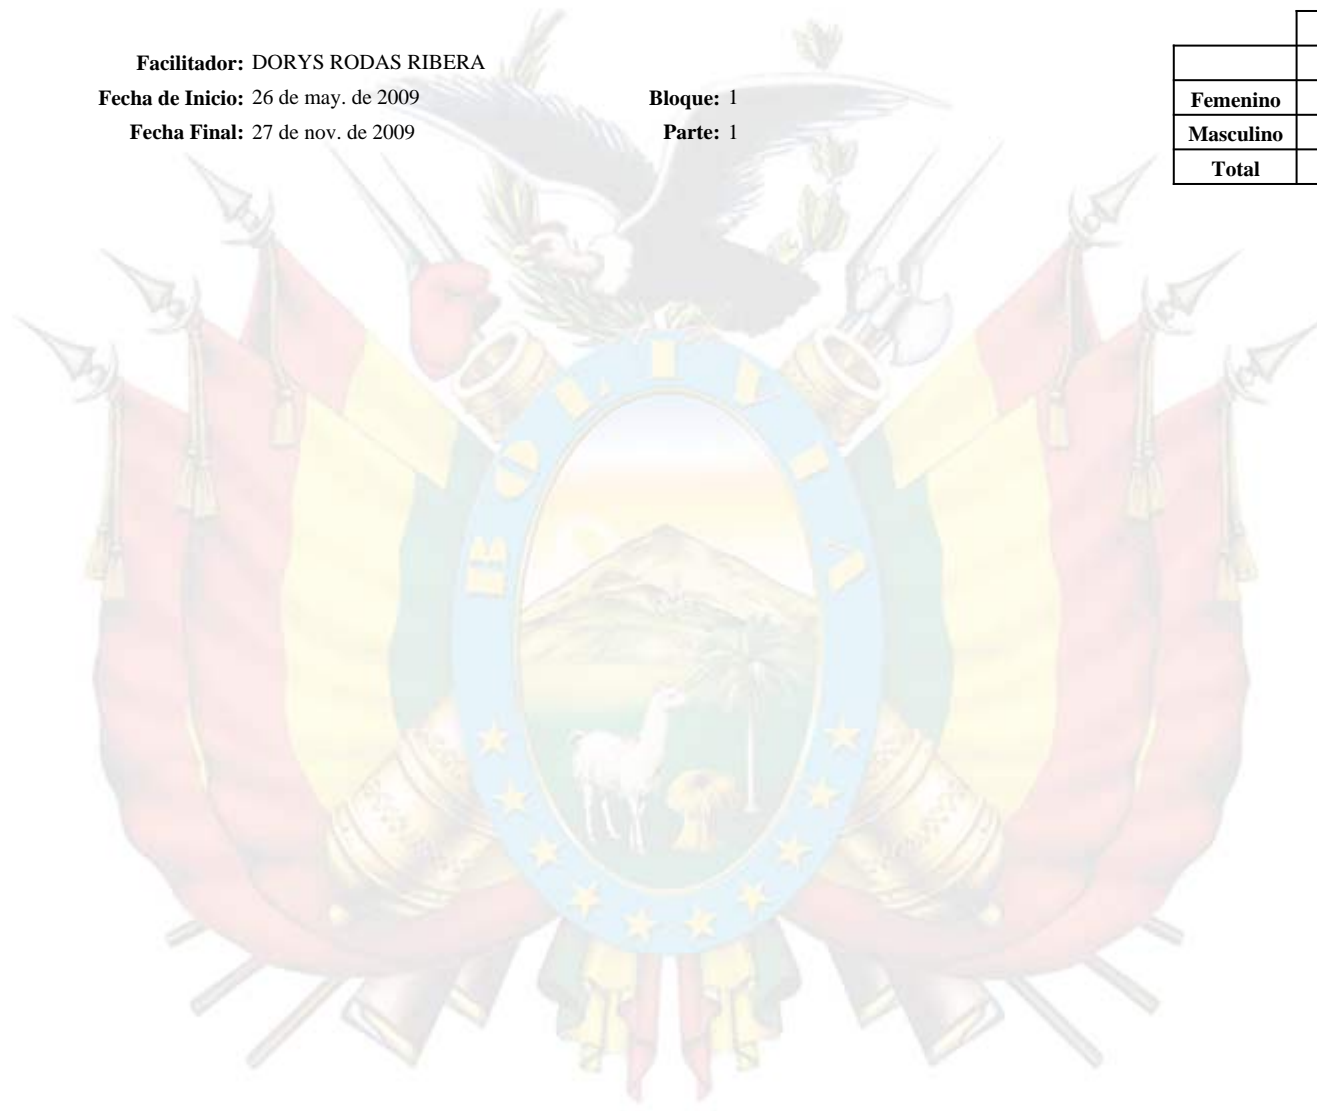 Facilitador: DORYS RODAS RIBERA
Fecha de Inicio: 26 de may. de 2009 Bloque: 1
Fecha Final: 27 de nov. de 2009 Parte: 1
Femenino
Masculino
Total
BOLIVIA